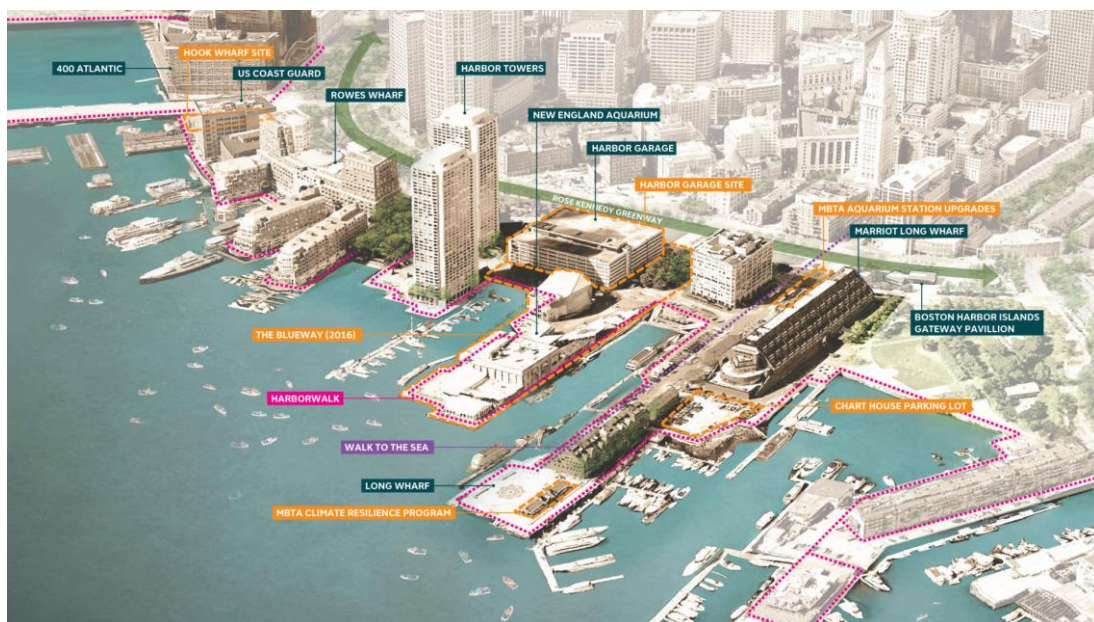 HOOK WHARF SITE
400 ATLANTIC
US COAST GUARD
HARBOR TOWERS
ROWES WHARF
NEW ENGLAND AQUARIUM
HARBOR GARAGE
HARBOR GARAGE SITE
ROSE KENNEDY GREENWAY
MBTA AQUARIUM STATION UPGRADES
MARRIOT LONG WHARF
BOSTON HARBOR ISLANDS
GATEWAY PAVILLION
THE BLUEWAY (2016)
HARBORWALK
CHART HOUSE PARKING LOT
WALK TO THE SEA
LONG WHARF
MBTA CLIMATE RESILIENCE PROGRAM